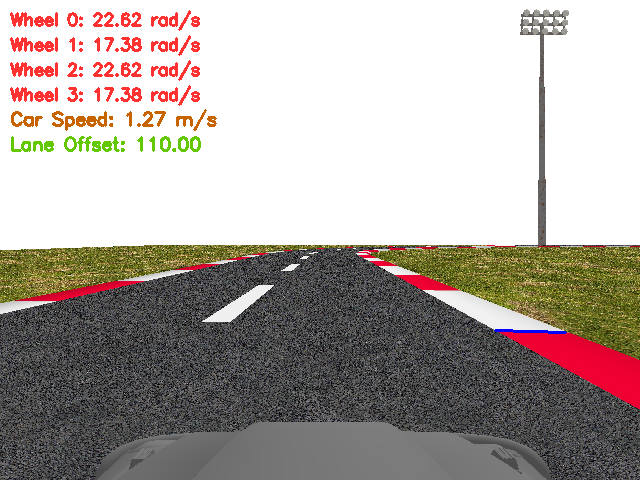 Wheel 0: 22.62 rad/s
Wheel 1: 17.38 rad/s
Wheel 2: 22.62 rad/s
Wheel 3: 17.38 rad/s
Car Speed: 1.27 m/s
Lane Offset: 110.00